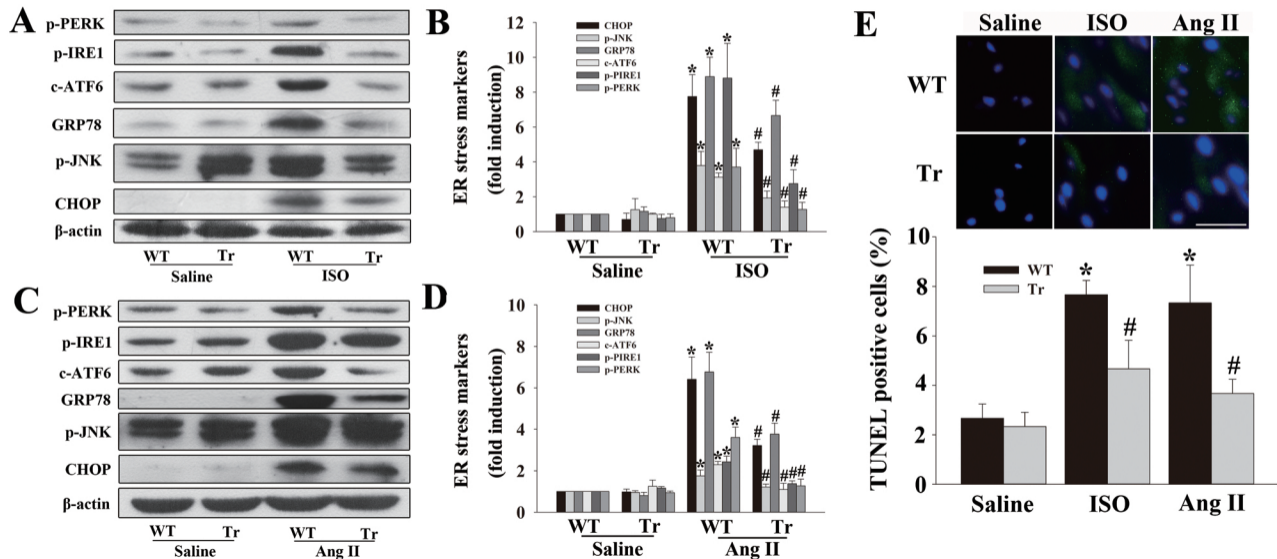 A
p-PERK
p-IRE1
c-ATF6
GRP78
p-JNK
CHOP
β-actin
WT Tr WT Tr
Saline ISO
B
ER stress markers
(fold induction)
12
10
8
6
4
2
0
CHOP
p-JNK
GRP78
c-ATF6
p-PIRE1
p-PERK
* * * * * *
# # # # # #
WT Tr WT Tr
Saline ISO
C
p-PERK
p-IRE1
c-ATF6
GRP78
p-JNK
CHOP
β-actin
WT Tr WT Tr
Saline Ang II
D
ER stress markers
(fold induction)
10
8
6
4
2
0
CHOP
p-JNK
GRP78
c-ATF6
p-PIRE1
p-PERK
* * * * * *
# # # # # #
WT Tr WT Tr
Saline Ang II
E
Saline ISO Ang II
WT
Tr
TUNEL positive cells (%)
10
8
6
4
2
0
WT
Tr
* *
# #
Saline ISO Ang II